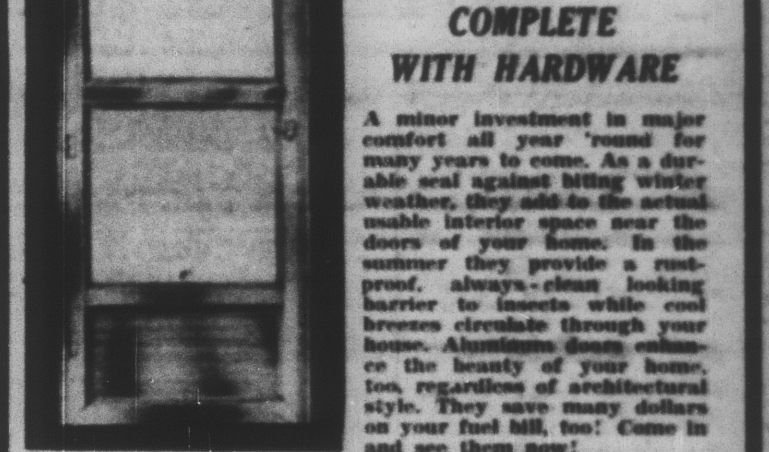 COMPLETE
WITH HARDWARE
A minor investment in major
comfort all year 'round for
many years to come. As a dur-
able seal against biting winter
weather, they add to the actual
usable interior space near the
doors of your home. In the
summer they provide a rust-
proof, always-clean looking
barrier to insects while cool
breezes circulate through your
house. Aluminum doors enhan-
ce the beauty of your home,
too, regardless of architectural
style. They save many dollars
on your fuel bill, too! Come in
and see them now!